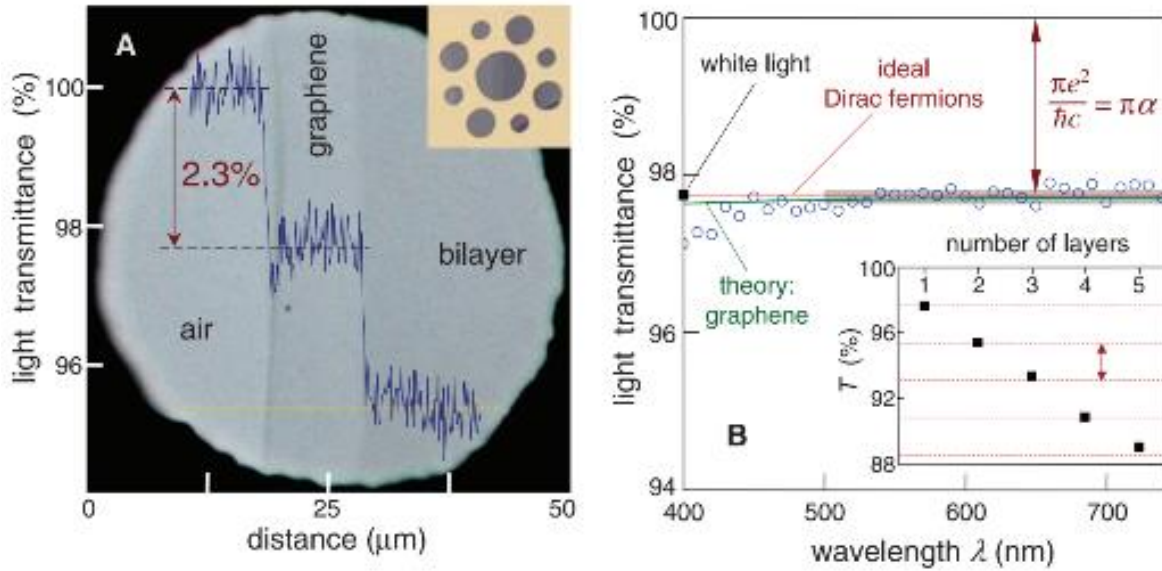 A
light transmittance (%)
100
98
96
2.3%
graphene
bilayer
air
0
25
50
distance (μm)
B
light transmittance (%)
100
98
96
94
white light
ideal
Dirac fermions
πe²/ħc = πα
theory:
graphene
number of layers
1 2 3 4 5
T (%)
100
96
92
88
400 500 600 700
wavelength λ (nm)